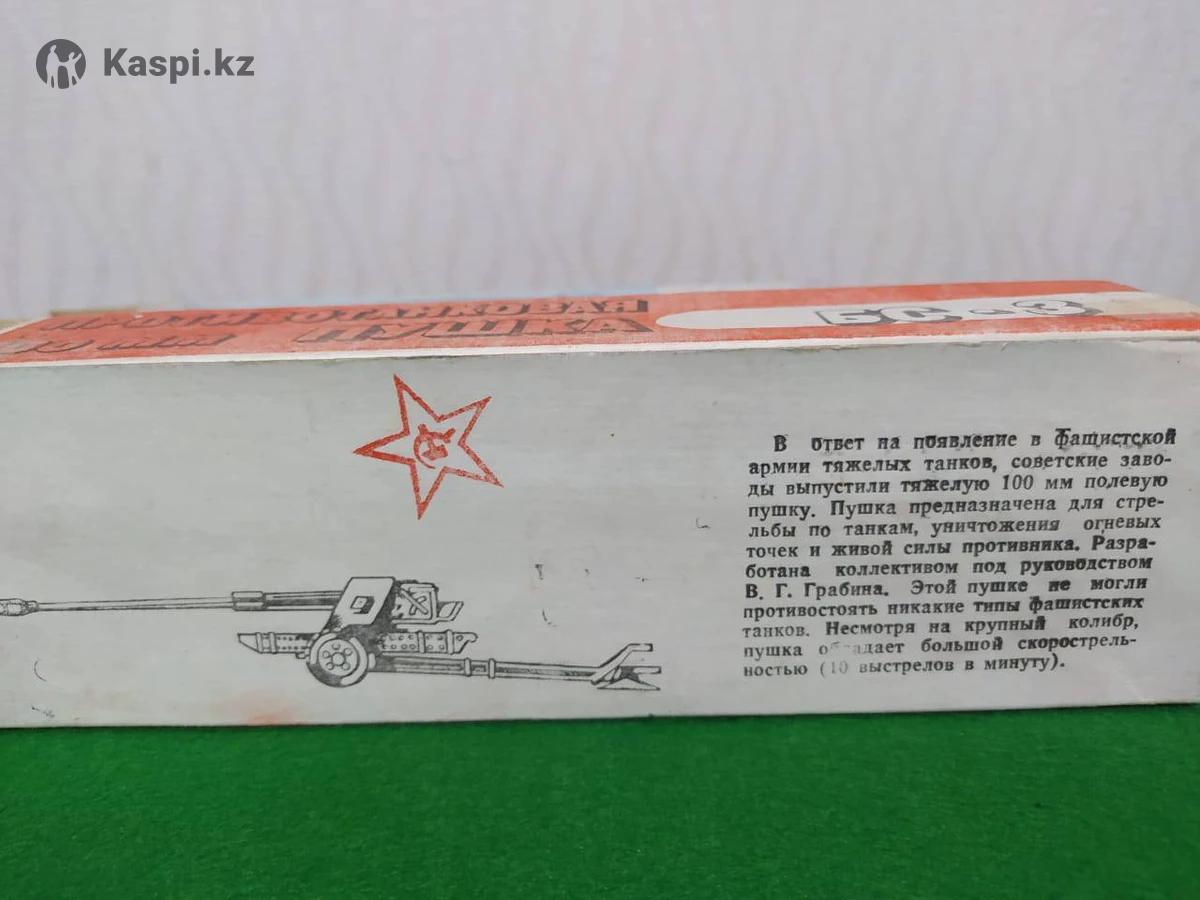 Kaspi.kz
ПРОТИВОТАНКОВАЯ
ПУШКА
БС-3
В ответ на появление в фашистской
армии тяжелых танков, советские заво-
ды выпустили тяжелую 100 мм полевую
пушку. Пушка предназначена для стре-
льбы по танкам, уничтожения огневых
точек и живой силы противника. Разра-
ботана коллективом под руководством
В. Г. Грабина. Этой пушке не могли
противостоять никакие типы фашистских
танков. Несмотря на крупный колибр,
пушка обладает большой скорострель-
ностью (10 выстрелов в минуту).